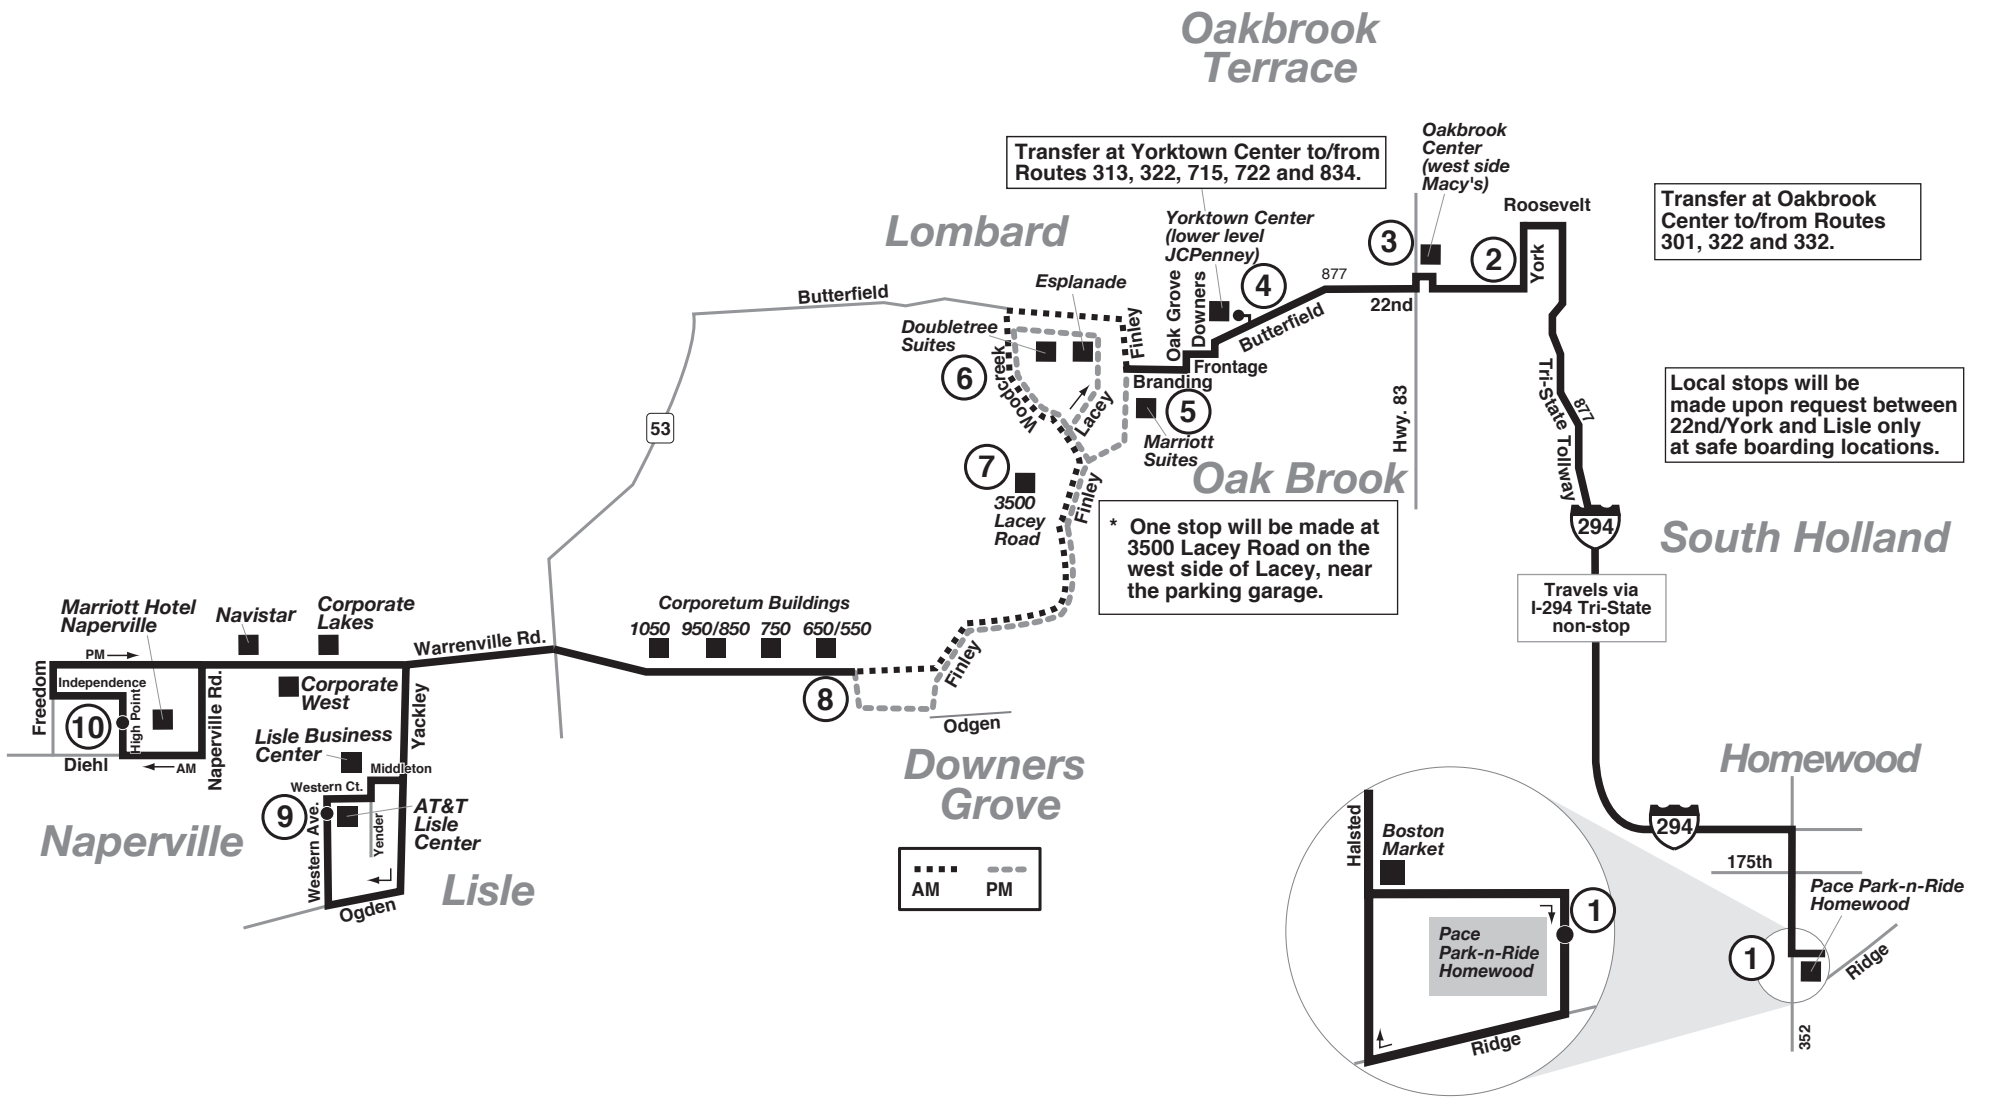 Oakbrook
Terrace
Oakbrook
Center
(west side
Macy's)
Transfer at Yorktown Center to/from
Routes 313, 322, 715, 722 and 834.
Transfer at Oakbrook
Center to/from Routes
301, 322 and 332.
Roosevelt
Lombard
Yorktown Center
(lower level
JCPenney)
3
2
York
4
877
22nd
Esplanade
Butterfield
Oak Grove
Downers
Butterfield
Doubletree
Suites
Finley
Frontage
Branding
6
Woodcreek
Lacey
5
Marriott
Suites
Hwy. 83
Tri-State Tollway
877
Local stops will be
made upon request between
22nd/York and Lisle only
at safe boarding locations.
53
7
3500
Lacey
Road
Finley
Oak Brook
* One stop will be made at
3500 Lacey Road on the
west side of Lacey, near
the parking garage.
294
South Holland
Travels via
I-294 Tri-State
non-stop
Marriott Hotel
Naperville
Navistar
Corporate
Lakes
Warrenville Rd.
Corporetum Buildings
1050 950/850 750 650/550
PM
Freedom
Independence
High Pointe
10
Naperville Rd.
Corporate
West
Yackley
8
Finley
Odgen
Diehl
AM
Lisle Business
Center
Middleton
Western Ct.
9
Western Ave.
AT&T
Lisle
Center
Yender
Naperville
Lisle
Ogden
Downers
Grove
AM
PM
Homewood
294
175th
Pace Park-n-Ride
Homewood
1
Ridge
352
Halsted
Boston
Market
1
Pace
Park-n-Ride
Homewood
Ridge